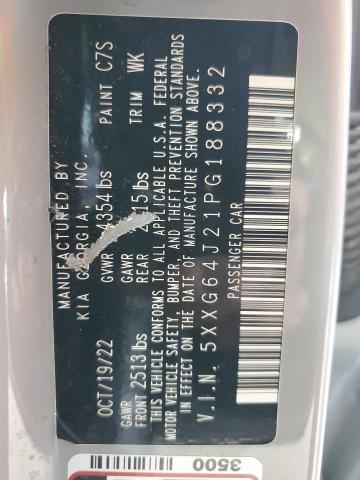 MANUFACTURED BY
KIA GEORGIA, INC.
OCT/19/22 GVWR 4354 lbs PAINT C7S
GAWR GAWR
FRONT 2513 lbs REAR lbs TRIM WK
THIS VEHICLE CONFORMS TO ALL APPLICABLE U.S.A. FEDERAL
MOTOR VEHICLE SAFETY, BUMPER, AND THEFT PREVENTION STANDARDS
IN EFFECT ON THE DATE OF MANUFACTURE SHOWN ABOVE.
V.I.N. 5XXG64J21PG188332
PASSENGER CAR
3500